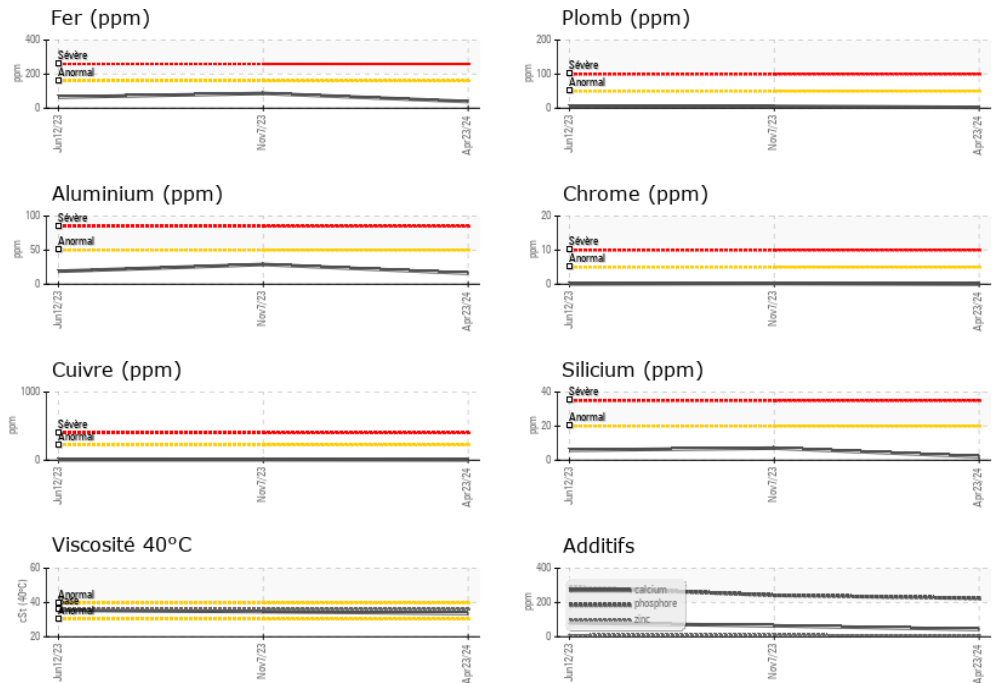 Fer (ppm)
400
200
0
ppm
Sévère
Anormal
Jun12/23
Nov7/23
Apr23/24
Plomb (ppm)
200
100
0
ppm
Sévère
Anormal
Jun12/23
Nov7/23
Apr23/24
Aluminium (ppm)
100
50
0
ppm
Sévère
Anormal
Jun12/23
Nov7/23
Apr23/24
Chrome (ppm)
20
10
0
ppm
Sévère
Anormal
Jun12/23
Nov7/23
Apr23/24
Cuivre (ppm)
1000
0
ppm
Sévère
Anormal
Jun12/23
Nov7/23
Apr23/24
Silicium (ppm)
40
20
0
ppm
Sévère
Anormal
Jun12/23
Nov7/23
Apr23/24
Viscosité 40°C
60
40
20
cSt (40°C)
Anormal
Base
Anormal
Jun12/23
Nov7/23
Apr23/24
Additifs
400
200
0
ppm
calcium
phosphore
zinc
Jun12/23
Nov7/23
Apr23/24